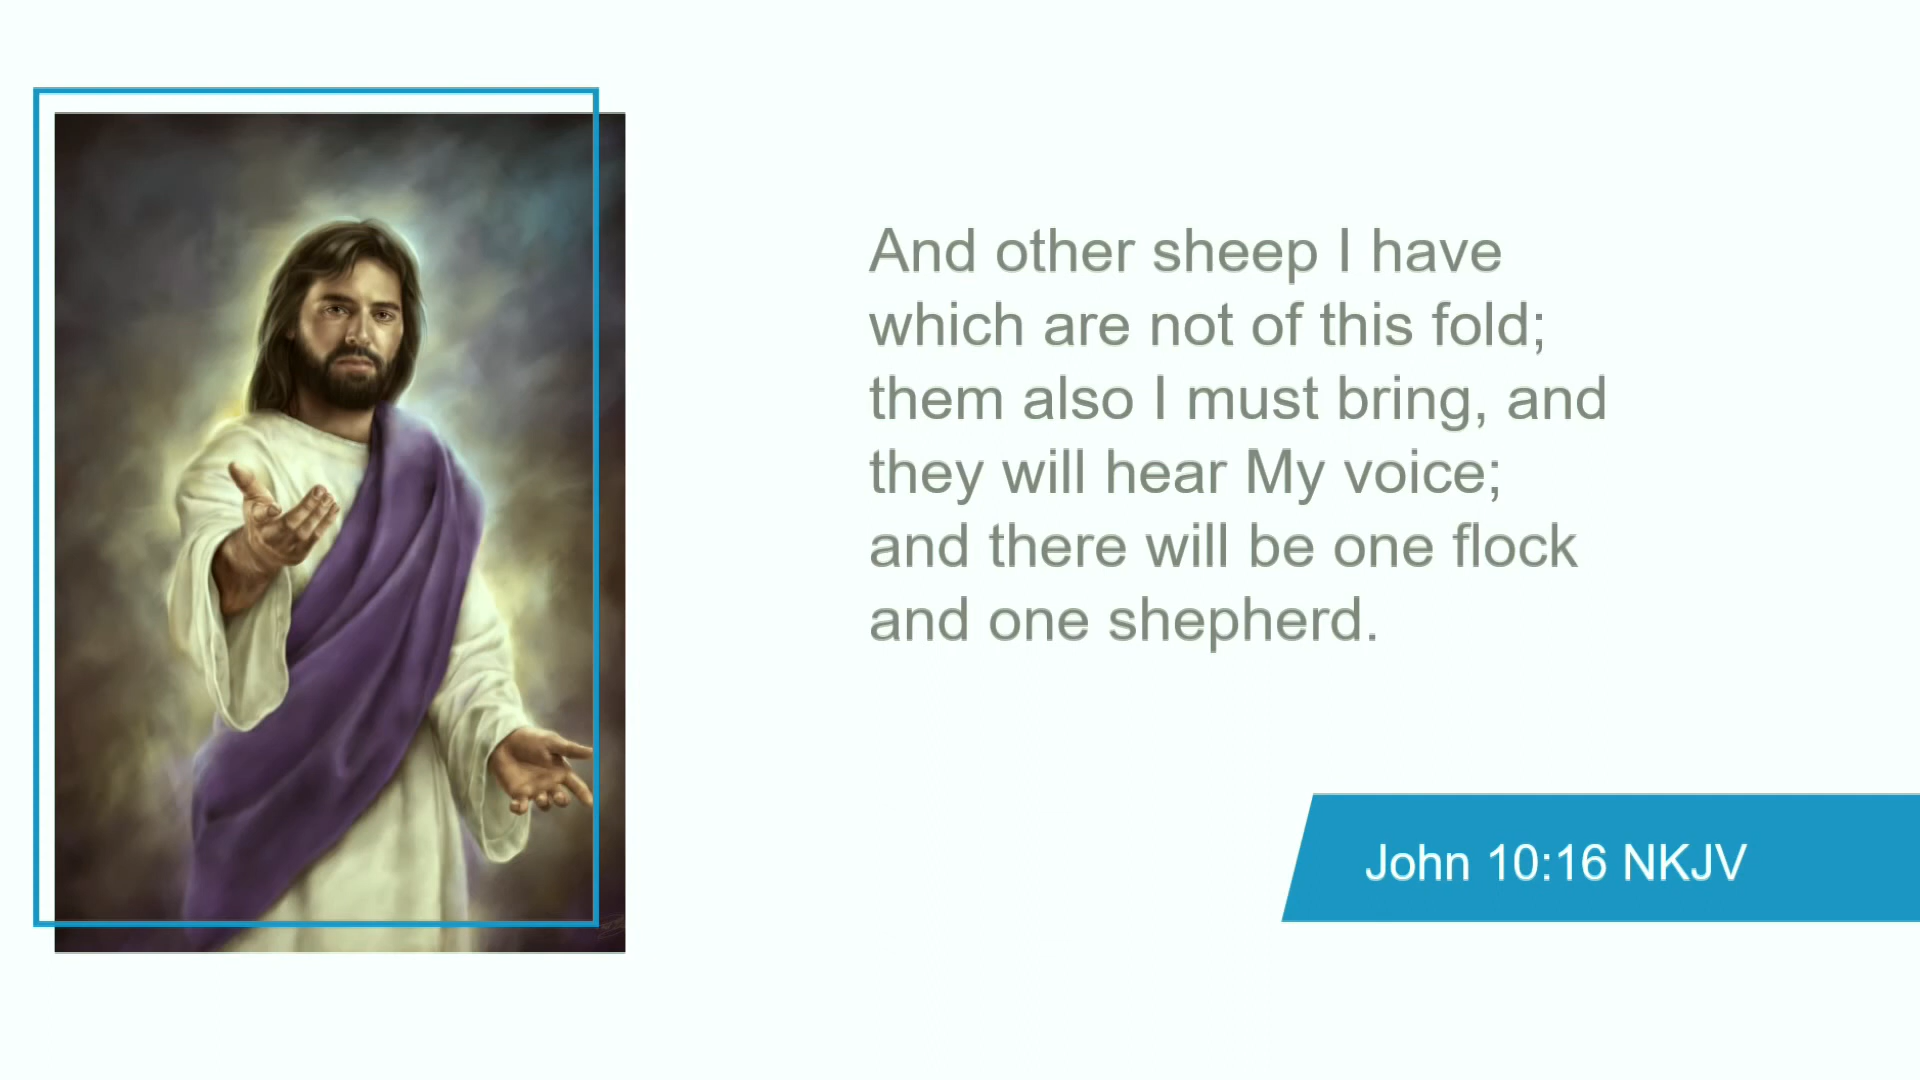 And other sheep I have
which are not of this fold;
them also I must bring, and
they will hear My voice;
and there will be one flock
and one shepherd.
John 10:16 NKJV